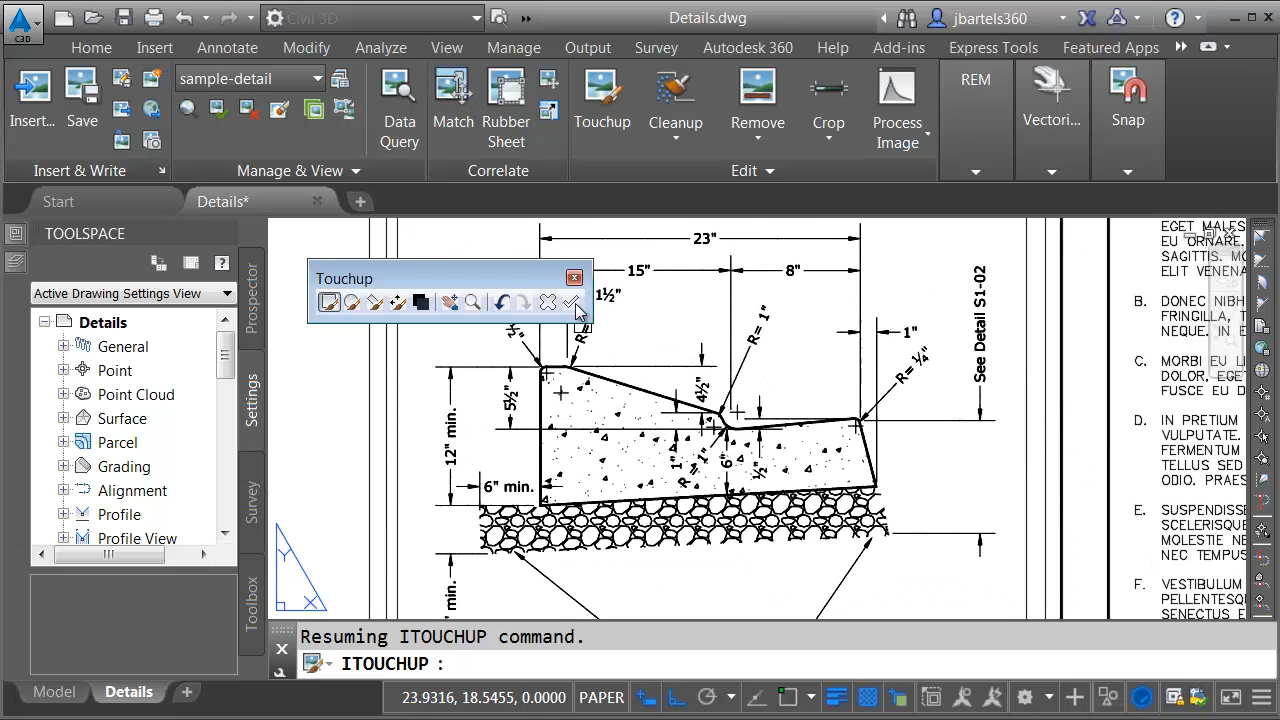 Civil 3D
Details.dwg
jbartels360
C3D
Home Insert Annotate Modify Analyze View Manage Output Survey Autodesk 360 Help Add-ins Express Tools Featured Apps
Insert... Save
sample-detail
Data
Query
Match
Rubber
Sheet
Touchup
Cleanup
Remove
Crop
Process
Image
REM
Vectori...
Snap
Insert & Write
Manage & View
Correlate
Edit
Start
Details*
TOOLSPACE
Active Drawing Settings View
Details
General
Point
Point Cloud
Surface
Parcel
Grading
Alignment
Profile
Profile View
Prospector
Settings
Survey
Toolbox
Touchup
23"
15"
8"
1½"
R= 1"
1"
R= ¼"
See Detail S1-02
4½"
5½"
12" min.
6" min.
1"
R= 1"
6"
½"
min.
Y
X
EGET MALES
EU ORNARE,
SAGITTIS. MO
ELIT VENENA
B. DONEC NIBH
FRINGILLA, T
NEQUE. IN E
C. MORBI EU L
DOLOR, EGE
FUSCE EU D
D. IN PRETIUM
VULPUTATE.
FERMENTUM
TELLUS SED
ODIO. PRAES
E. SUSPENDISSE
SCELERISQUE
MOLESTIE NE
NEC TEMPUS
F. VESTIBULUM
PELLENTESQ
SENECTUS E
Resuming ITOUCHUP command.
ITOUCHUP :
Model
Details
23.9316, 18.5455, 0.0000
PAPER